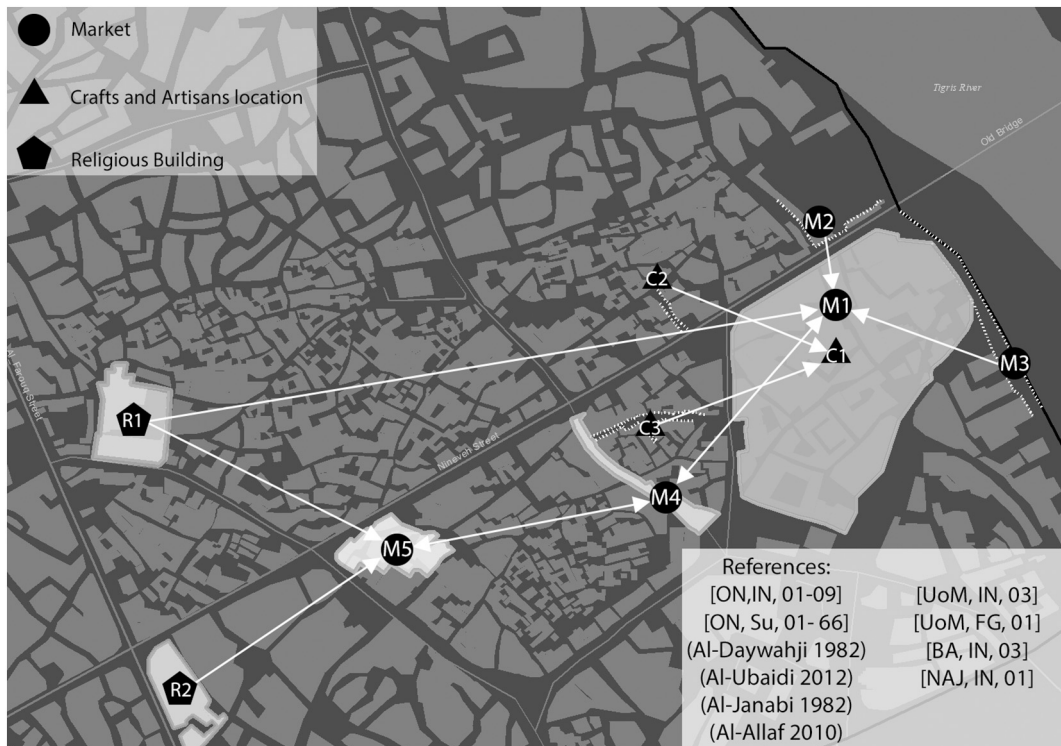 Market
Crafts and Artisans location
Religious Building
Tigris River
Old Bridge
M2
C2
M1
C1
M3
Al-Farouq Street
R1
C3
Nineveh Street
M4
M5
R2
References:
[ON,IN, 01-09]
[ON, Su, 01- 66]
(Al-Daywahji 1982)
(Al-Ubaidi 2012)
(Al-Janabi 1982)
(Al-Allaf 2010)
[UoM, IN, 03]
[UoM, FG, 01]
[BA, IN, 03]
[NAJ, IN, 01]